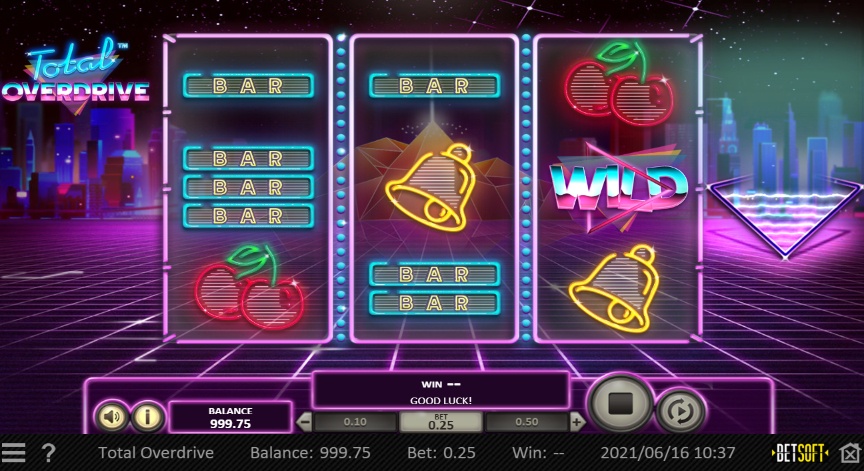 Total™
OVERDRIVE
BAR
BAR
BAR
BAR
BAR
WILD
BAR
BAR
WIN --
GOOD LUCK!
BALANCE
999.75
0.10
BET
0.25
0.50
Total Overdrive Balance: 999.75 Bet: 0.25 Win: -- 2021/06/16 10:37 BETSOFT